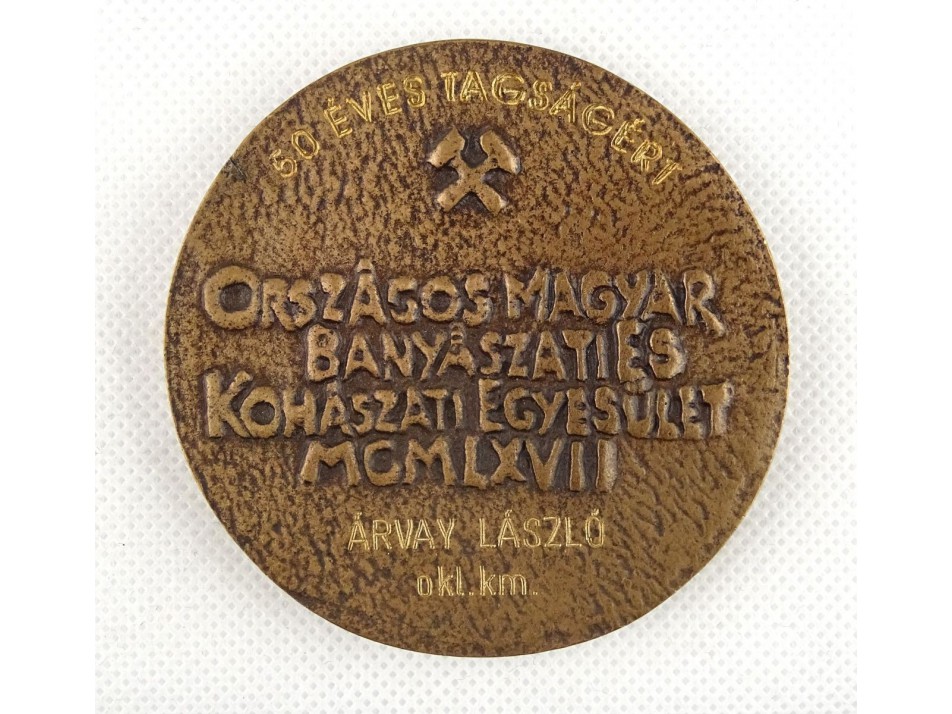 50 ÉVES TAGSÁGÉRT
ORSZÁGOS MAGYAR
BÁNYÁSZATI ÉS
KOHÁSZATI EGYESÜLET
MCMLXVII
ÁRVAY LÁSZLÓ
okl.km.